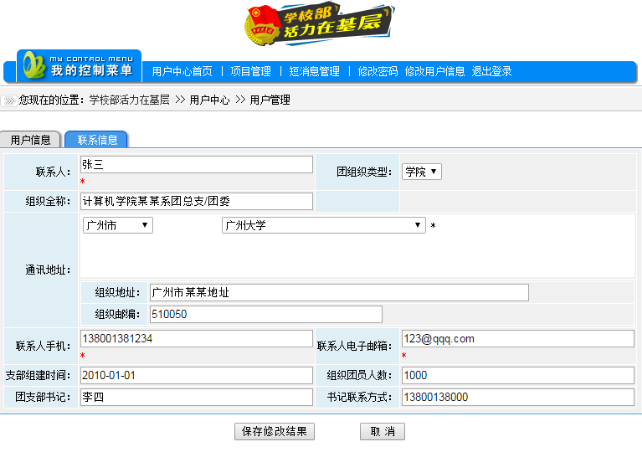 学校部
活力在基层
MY CONTROL MENU
我的控制菜单
用户中心首页 | 项目管理 | 短消息管理 | 修改密码 修改用户信息 退出登录
您现在的位置：学校部活力在基层 >> 用户中心 >> 用户管理
用户信息 联系信息
联系人： 张三 * 团组织类型： 学院
组织全称： 计算机学院某某系团总支/团委
通讯地址： 广州市 广州大学 *
组织地址： 广州市某某地址
组织邮编： 510050
联系人手机： 138001381234 * 联系人电子邮箱： 123@qqq.com *
支部组建时间： 2010-01-01 组织团员人数： 1000
团支部书记： 李四 书记联系方式： 13800138000
保存修改结果 取 消